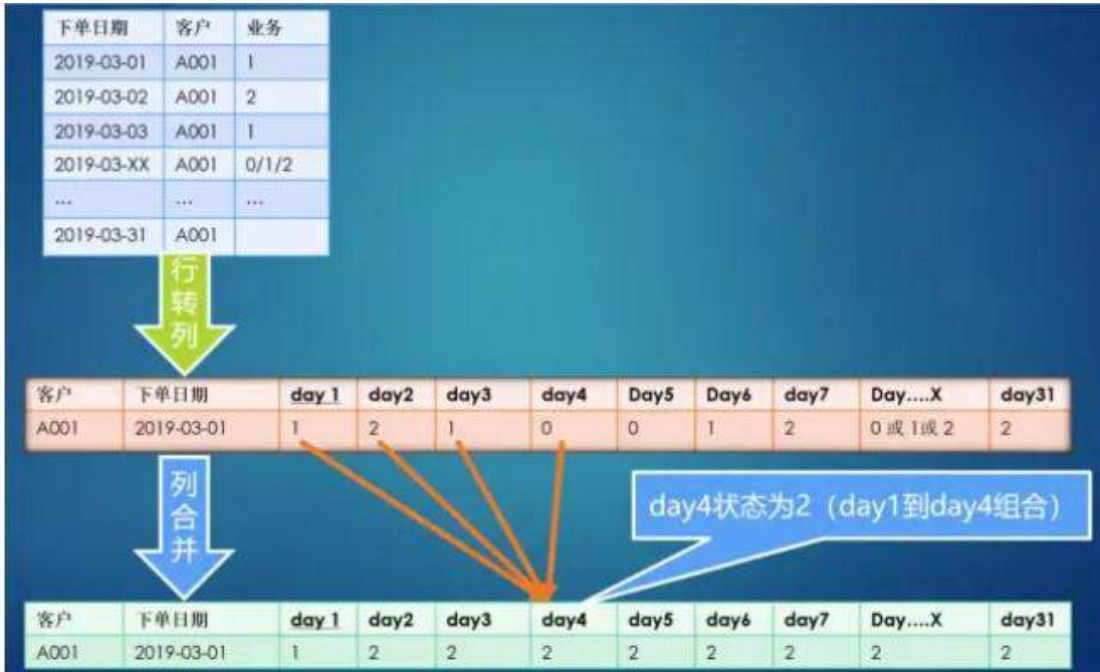 下单日期 客户 业务
2019-03-01 A001 1
2019-03-02 A001 2
2019-03-03 A001 1
2019-03-XX A001 0/1/2
... ... ...
2019-03-31 A001
行
转
列
客户 下单日期 day 1 day2 day3 day4 Day5 Day6 day7 Day....X day31
A001 2019-03-01 1 2 1 0 0 1 2 0 或 1或 2 2
列
合
并
day4状态为2（day1到day4组合）
客户 下单日期 day 1 day2 day3 day4 day5 day6 day7 Day....X day31
A001 2019-03-01 1 2 2 2 2 2 2 2 2